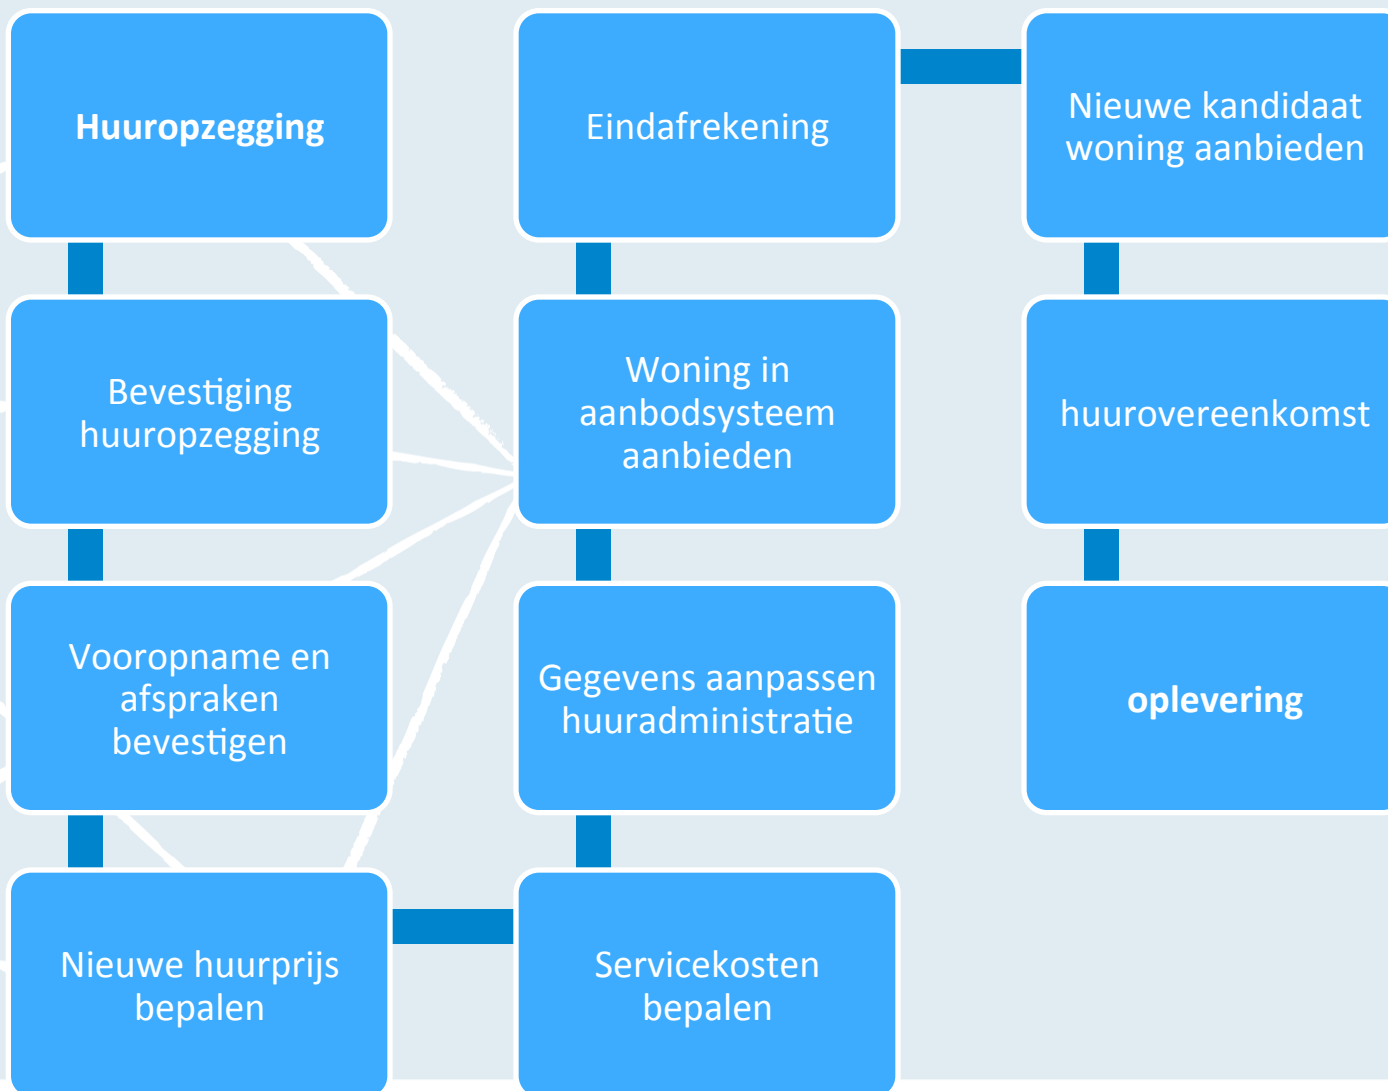 Huuropzegging
Bevestiging
huuropzegging
Vooropname en
afspraken
bevestigen
Nieuwe huurprijs
bepalen
Servicekosten
bepalen
Gegevens aanpassen
huuradministratie
Woning in
aanbodsysteem
aanbieden
Eindafrekening
Nieuwe kandidaat
woning aanbieden
huurovereenkomst
oplevering